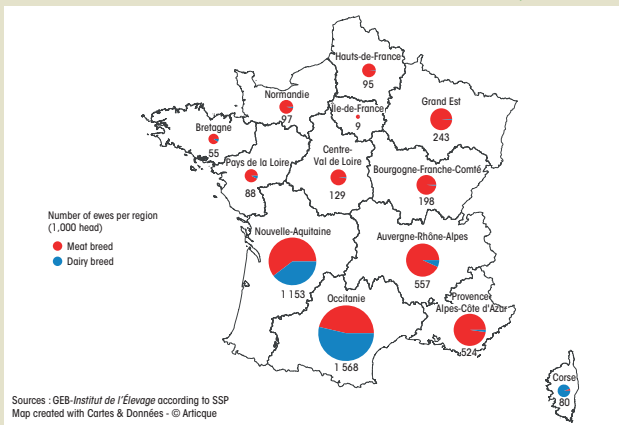 Hauts-de-France
95
Normandie
97
Île-de-France
9
Grand Est
243
Bretagne
55
Pays de la Loire
88
Centre-
Val de Loire
129
Bourgogne-Franche-Comté
198
Number of ewes per region
(1,000 head)
Meat breed
Dairy breed
Nouvelle-Aquitaine
1 153
Auvergne-Rhône-Alpes
557
Occitanie
1 568
Provence
Alpes-Côte d'Azur
524
Corse
80
Sources : GEB-Institut de l'Élevage according to SSP
Map created with Cartes & Données - © Articque